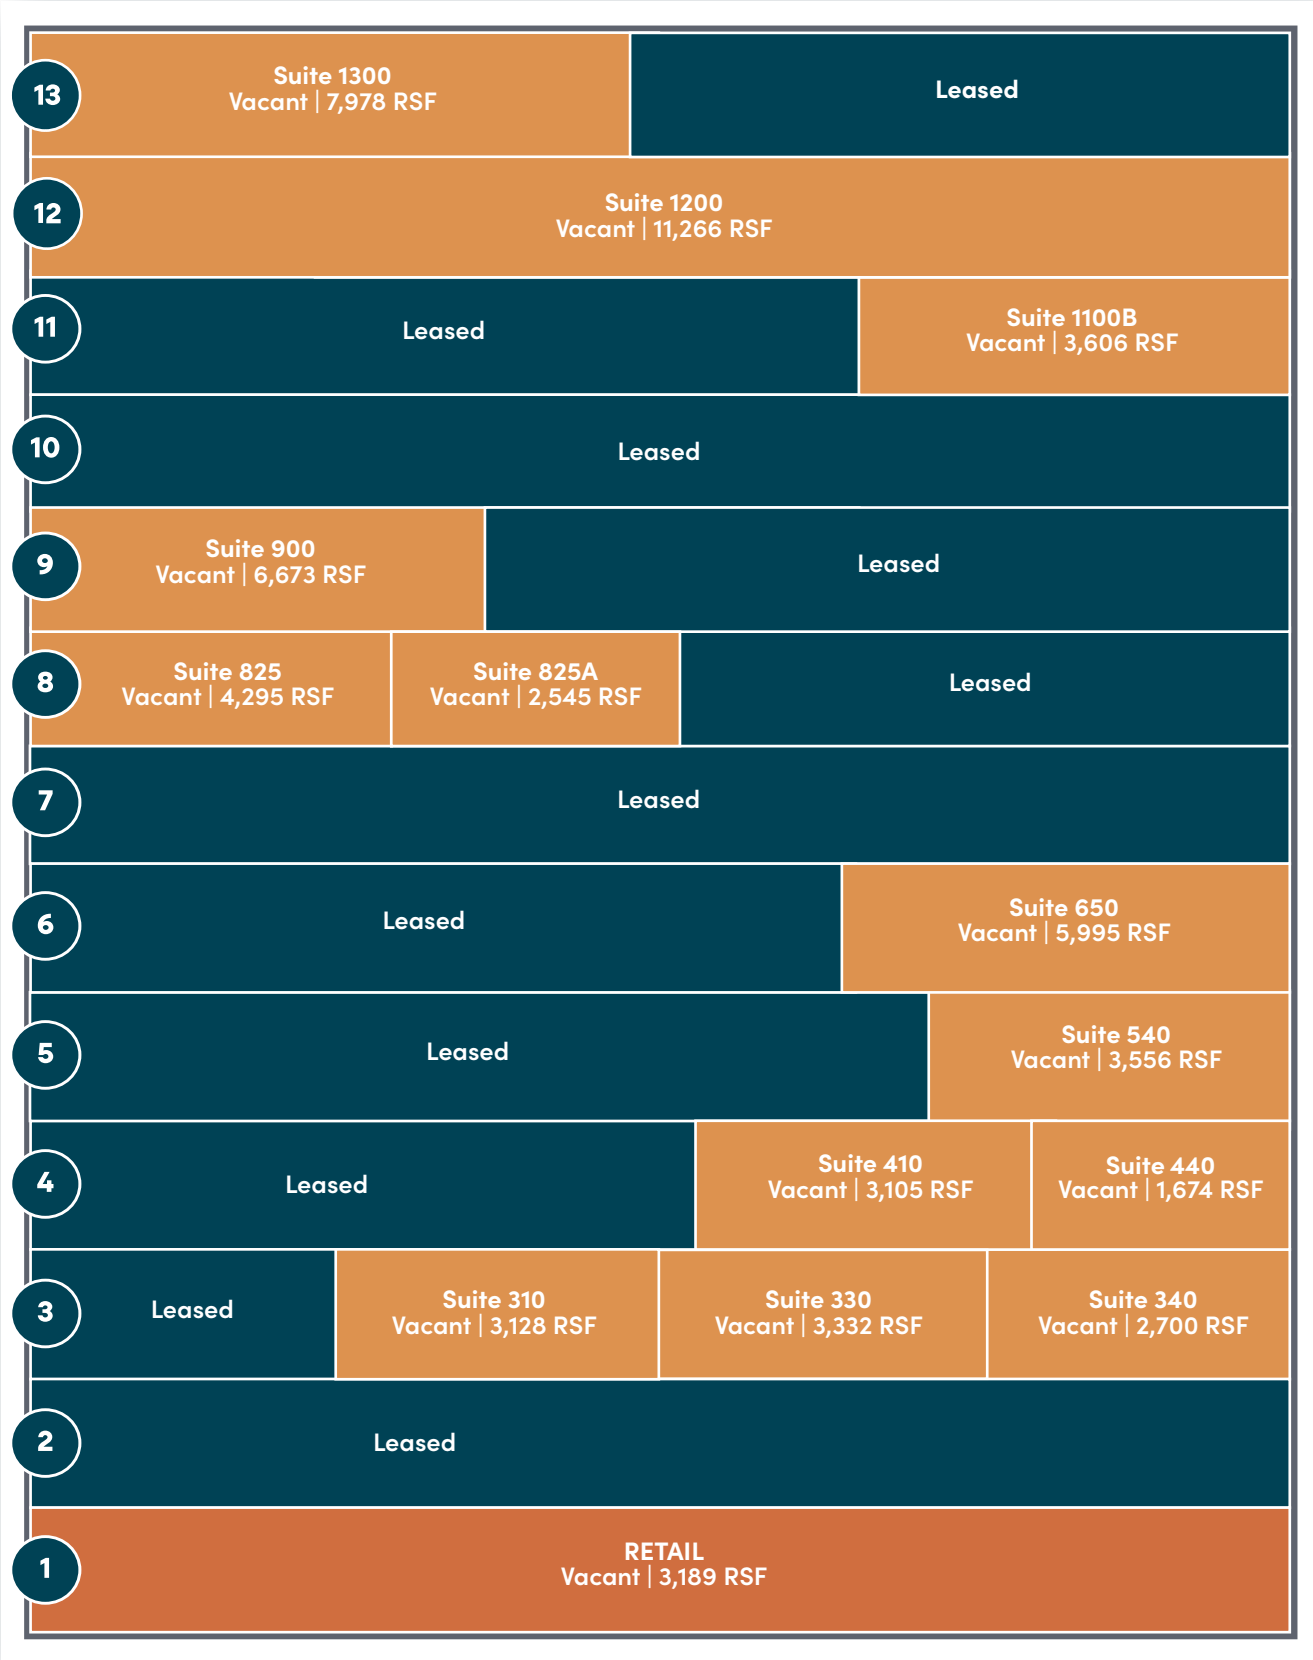 13
Suite 1300
Vacant | 7,978 RSF
Leased
12
Suite 1200
Vacant | 11,266 RSF
11
Leased
Suite 1100B
Vacant | 3,606 RSF
10
Leased
9
Suite 900
Vacant | 6,673 RSF
Leased
8
Suite 825
Vacant | 4,295 RSF
Suite 825A
Vacant | 2,545 RSF
Leased
7
Leased
6
Leased
Suite 650
Vacant | 5,995 RSF
5
Leased
Suite 540
Vacant | 3,556 RSF
4
Leased
Suite 410
Vacant | 3,105 RSF
Suite 440
Vacant | 1,674 RSF
3
Leased
Suite 310
Vacant | 3,128 RSF
Suite 330
Vacant | 3,332 RSF
Suite 340
Vacant | 2,700 RSF
2
Leased
1
RETAIL
Vacant | 3,189 RSF